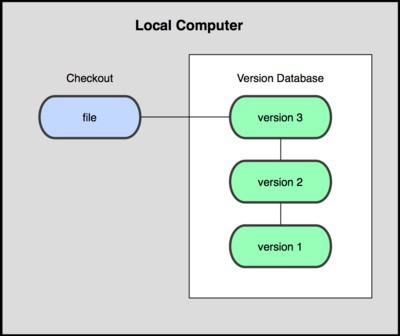 Local Computer
Checkout
Version Database
file
version 3
version 2
version 1